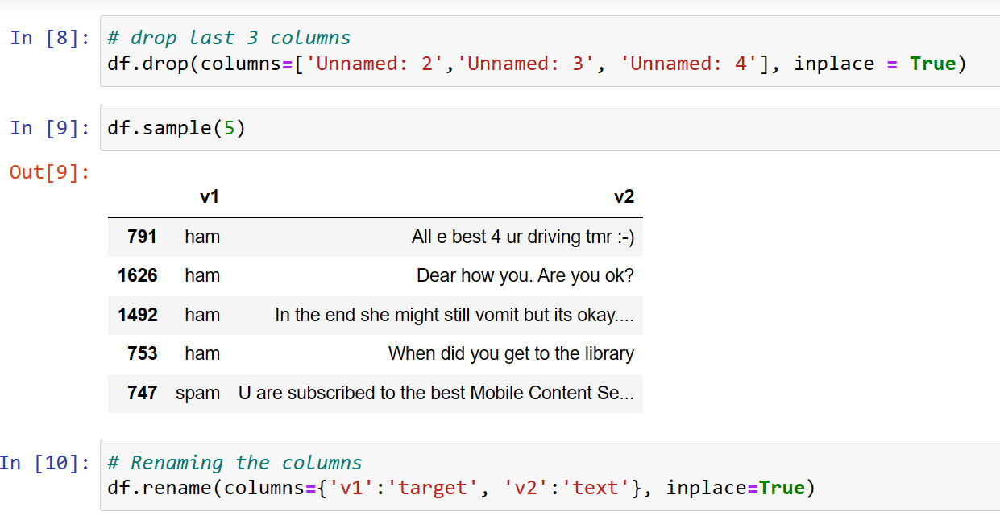 In [8]: # drop last 3 columns
df.drop(columns=['Unnamed: 2','Unnamed: 3', 'Unnamed: 4'], inplace = True)
In [9]: df.sample(5)
Out[9]:
v1 v2
791 ham All e best 4 ur driving tmr :-)
1626 ham Dear how you. Are you ok?
1492 ham In the end she might still vomit but its okay....
753 ham When did you get to the library
747 spam U are subscribed to the best Mobile Content Se...
In [10]: # Renaming the columns
df.rename(columns={'v1':'target', 'v2':'text'}, inplace=True)